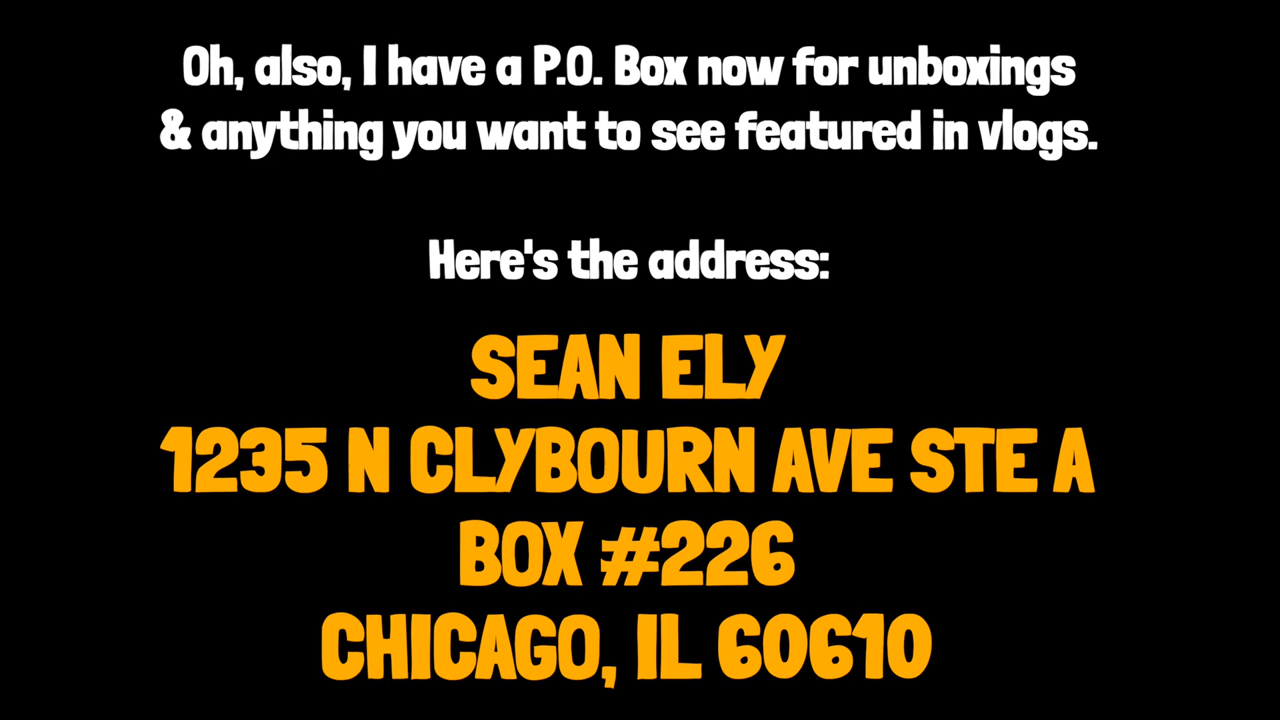 Oh, also, I have a P.O. Box now for unboxings
& anything you want to see featured in vlogs.
Here's the address:
SEAN ELY
1235 N CLYBOURN AVE STE A
BOX #226
CHICAGO, IL 60610